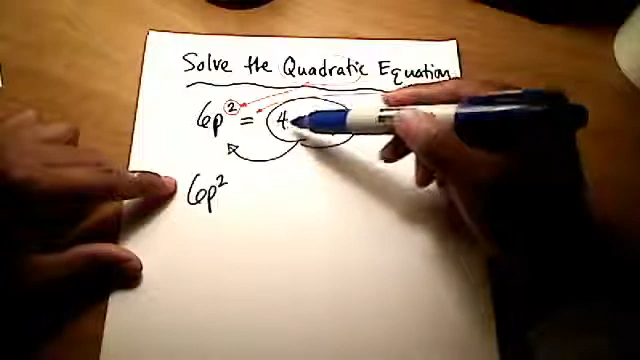 Solve the Quadratic Equation
6p² = 4
6p²